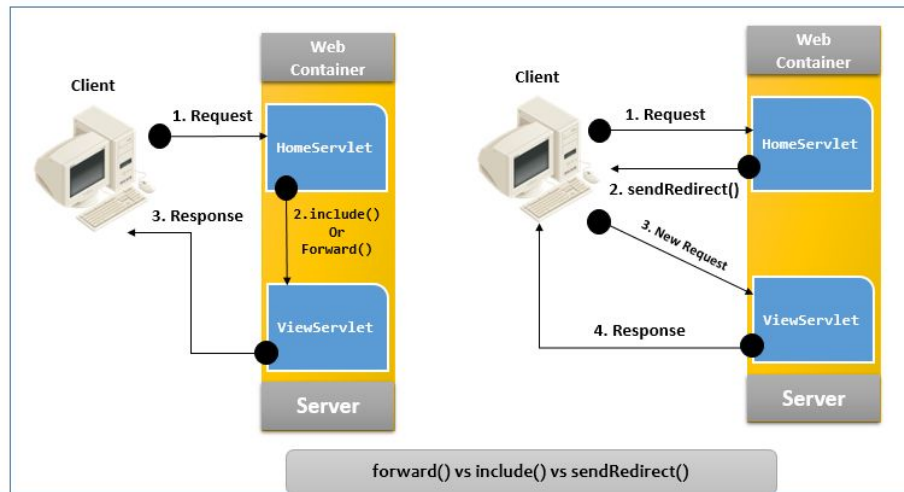 Web
Container
Client
1. Request
HomeServlet
2.include()
Or
Forward()
3. Response
ViewServlet
Server
Web
Container
Client
1. Request
HomeServlet
2. sendRedirect()
3. New Request
ViewServlet
4. Response
Server
forward() vs include() vs sendRedirect()